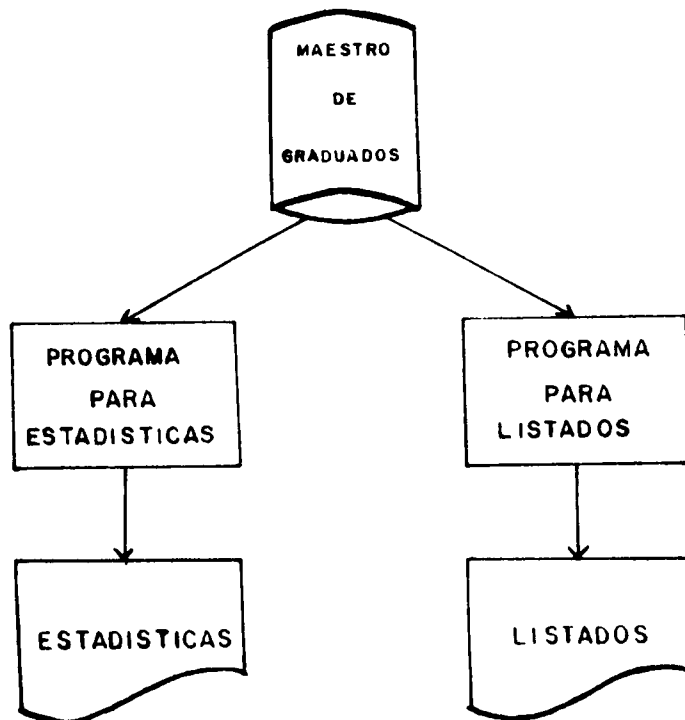 MAESTRO
DE
GRADUADOS
PROGRAMA
PARA
ESTADISTICAS
PROGRAMA
PARA
LISTADOS
ESTADISTICAS
LISTADOS